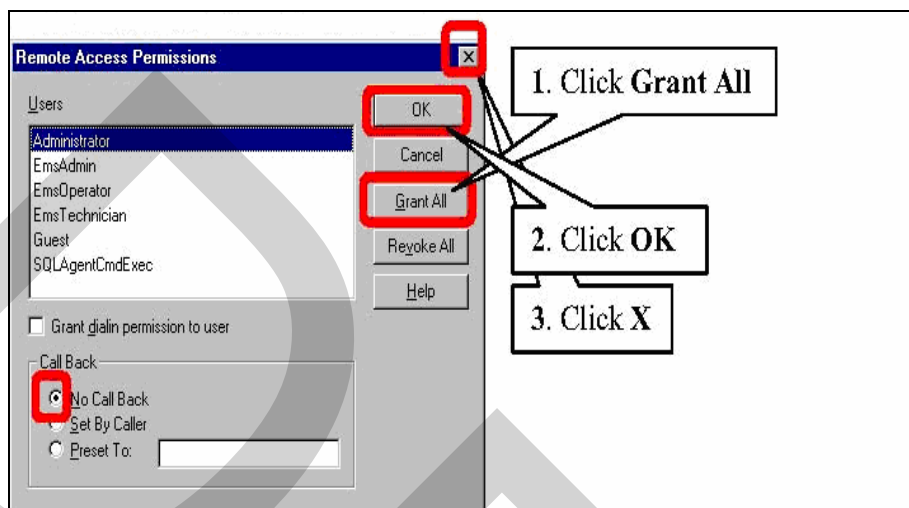 Remote Access Permissions
Users
Administrator
EmsAdmin
EmsOperator
EmsTechnician
Guest
SQLAgentCmdExec
OK
Cancel
Grant All
Revoke All
Help
Grant dialin permission to user
Call Back
No Call Back
Set By Caller
Preset To:
1. Click Grant All
2. Click OK
3. Click X